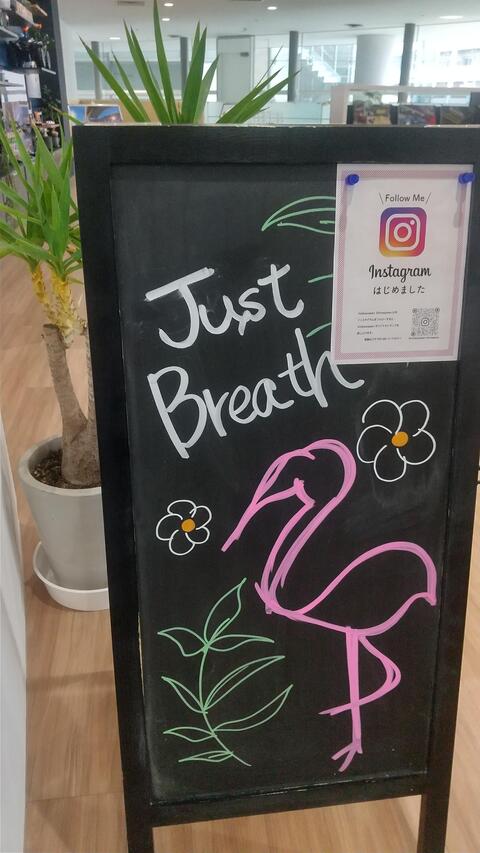 Just
Breath
\ Follow Me /
Instagram
はじめました